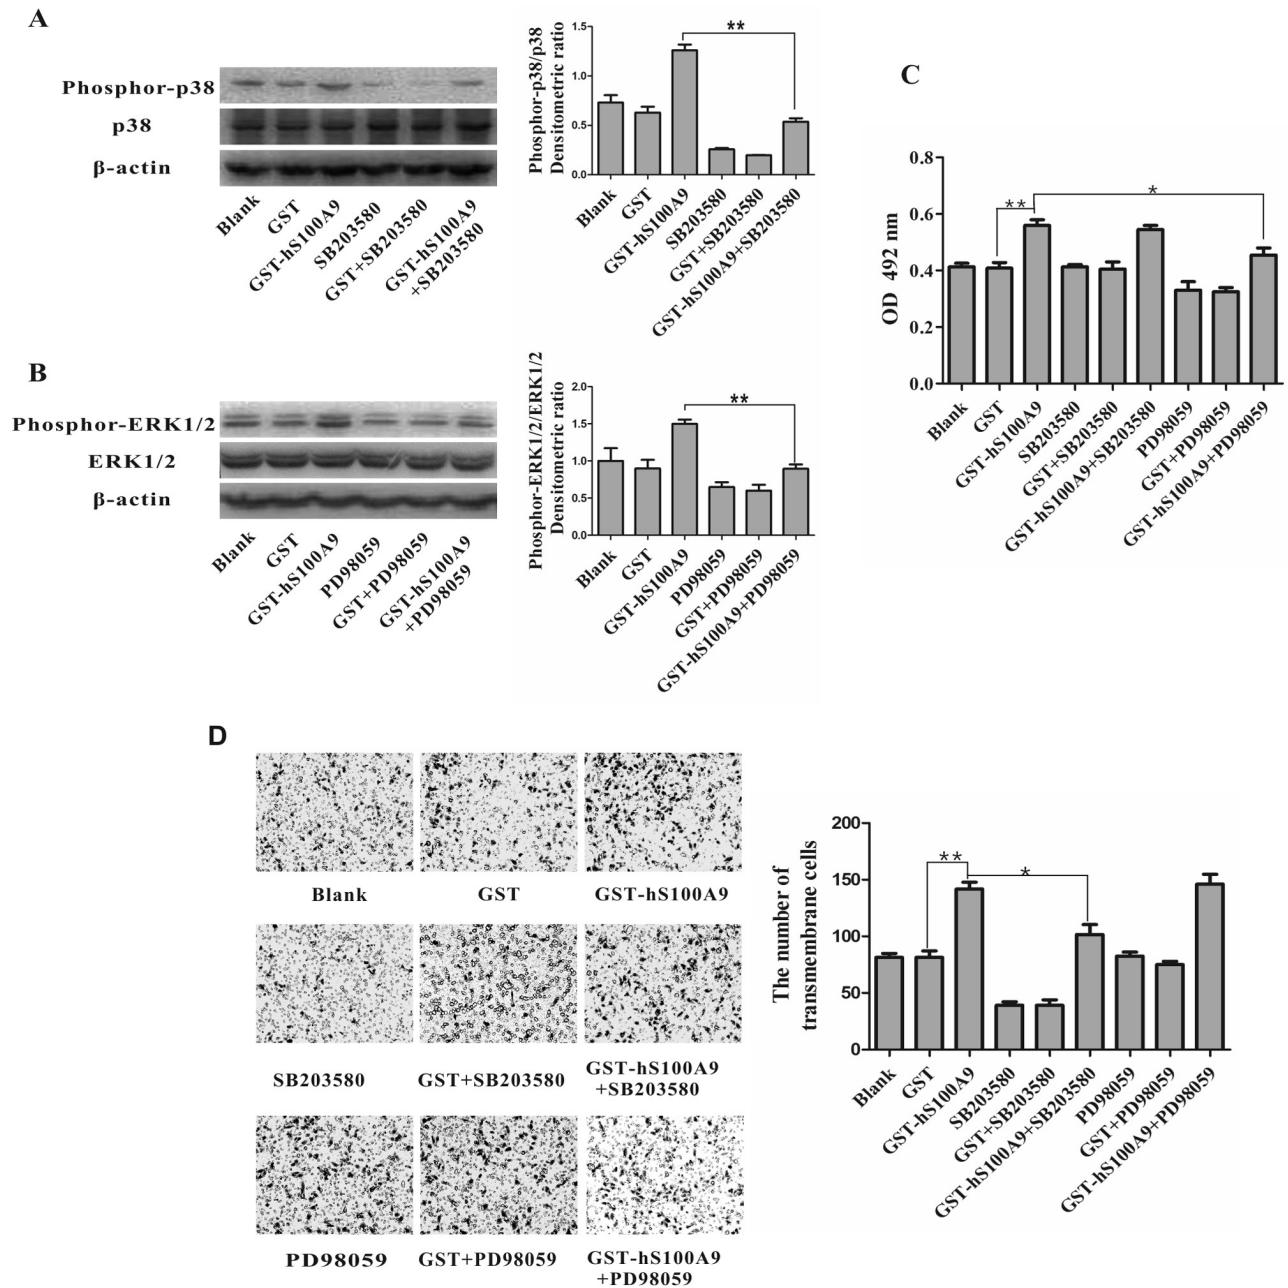 A
Phosphor-p38
p38
β-actin
Blank
GST
GST-hS100A9
SB203580
GST+SB203580
GST-hS100A9
+SB203580
Phosphor-p38/p38
Densitometric ratio
1.5
1.0
0.5
0.0
**
Blank
GST
GST-hS100A9
SB203580
GST+SB203580
GST-hS100A9+SB203580
B
Phosphor-ERK1/2
ERK1/2
β-actin
Blank
GST
GST-hS100A9
PD98059
GST+PD98059
GST-hS100A9
+PD98059
Phosphor-ERK1/2/ERK1/2
Densitometric ratio
2.0
1.5
1.0
0.5
0.0
**
Blank
GST
GST-hS100A9
PD98059
GST+PD98059
GST-hS100A9+PD98059
C
OD 492 nm
0.8
0.6
0.4
0.2
0.0
**
*
Blank
GST
GST-hS100A9
SB203580
GST+SB203580
GST-hS100A9+SB203580
PD98059
GST+PD98059
GST-hS100A9+PD98059
D
Blank
GST
GST-hS100A9
SB203580
GST+SB203580
GST-hS100A9
+SB203580
PD98059
GST+PD98059
GST-hS100A9
+PD98059
The number of
transmembrane cells
200
150
100
50
0
**
*
Blank
GST
GST-hS100A9
SB203580
GST+SB203580
GST-hS100A9+SB203580
PD98059
GST+PD98059
GST-hS100A9+PD98059